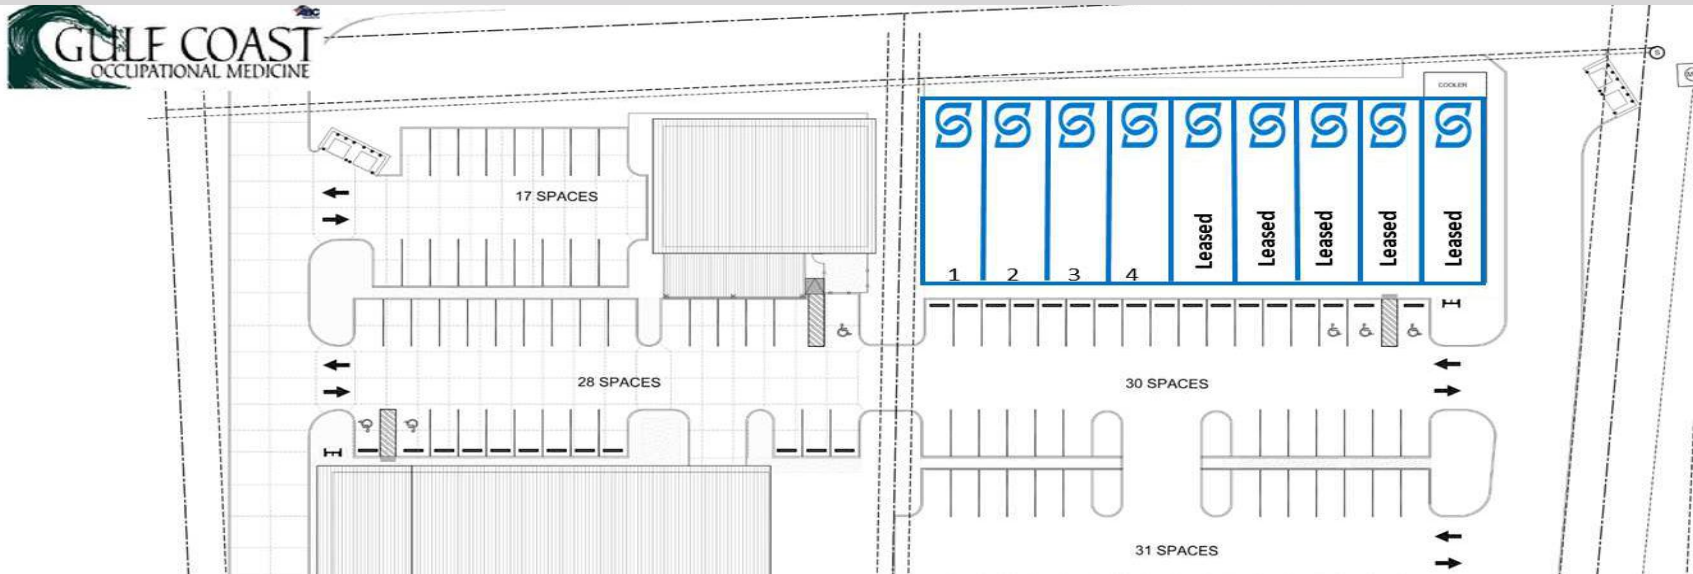 GULF COAST
OCCUPATIONAL MEDICINE
COOLER
17 SPACES
Leased
Leased
Leased
Leased
Leased
1
2
3
4
28 SPACES
30 SPACES
31 SPACES
S